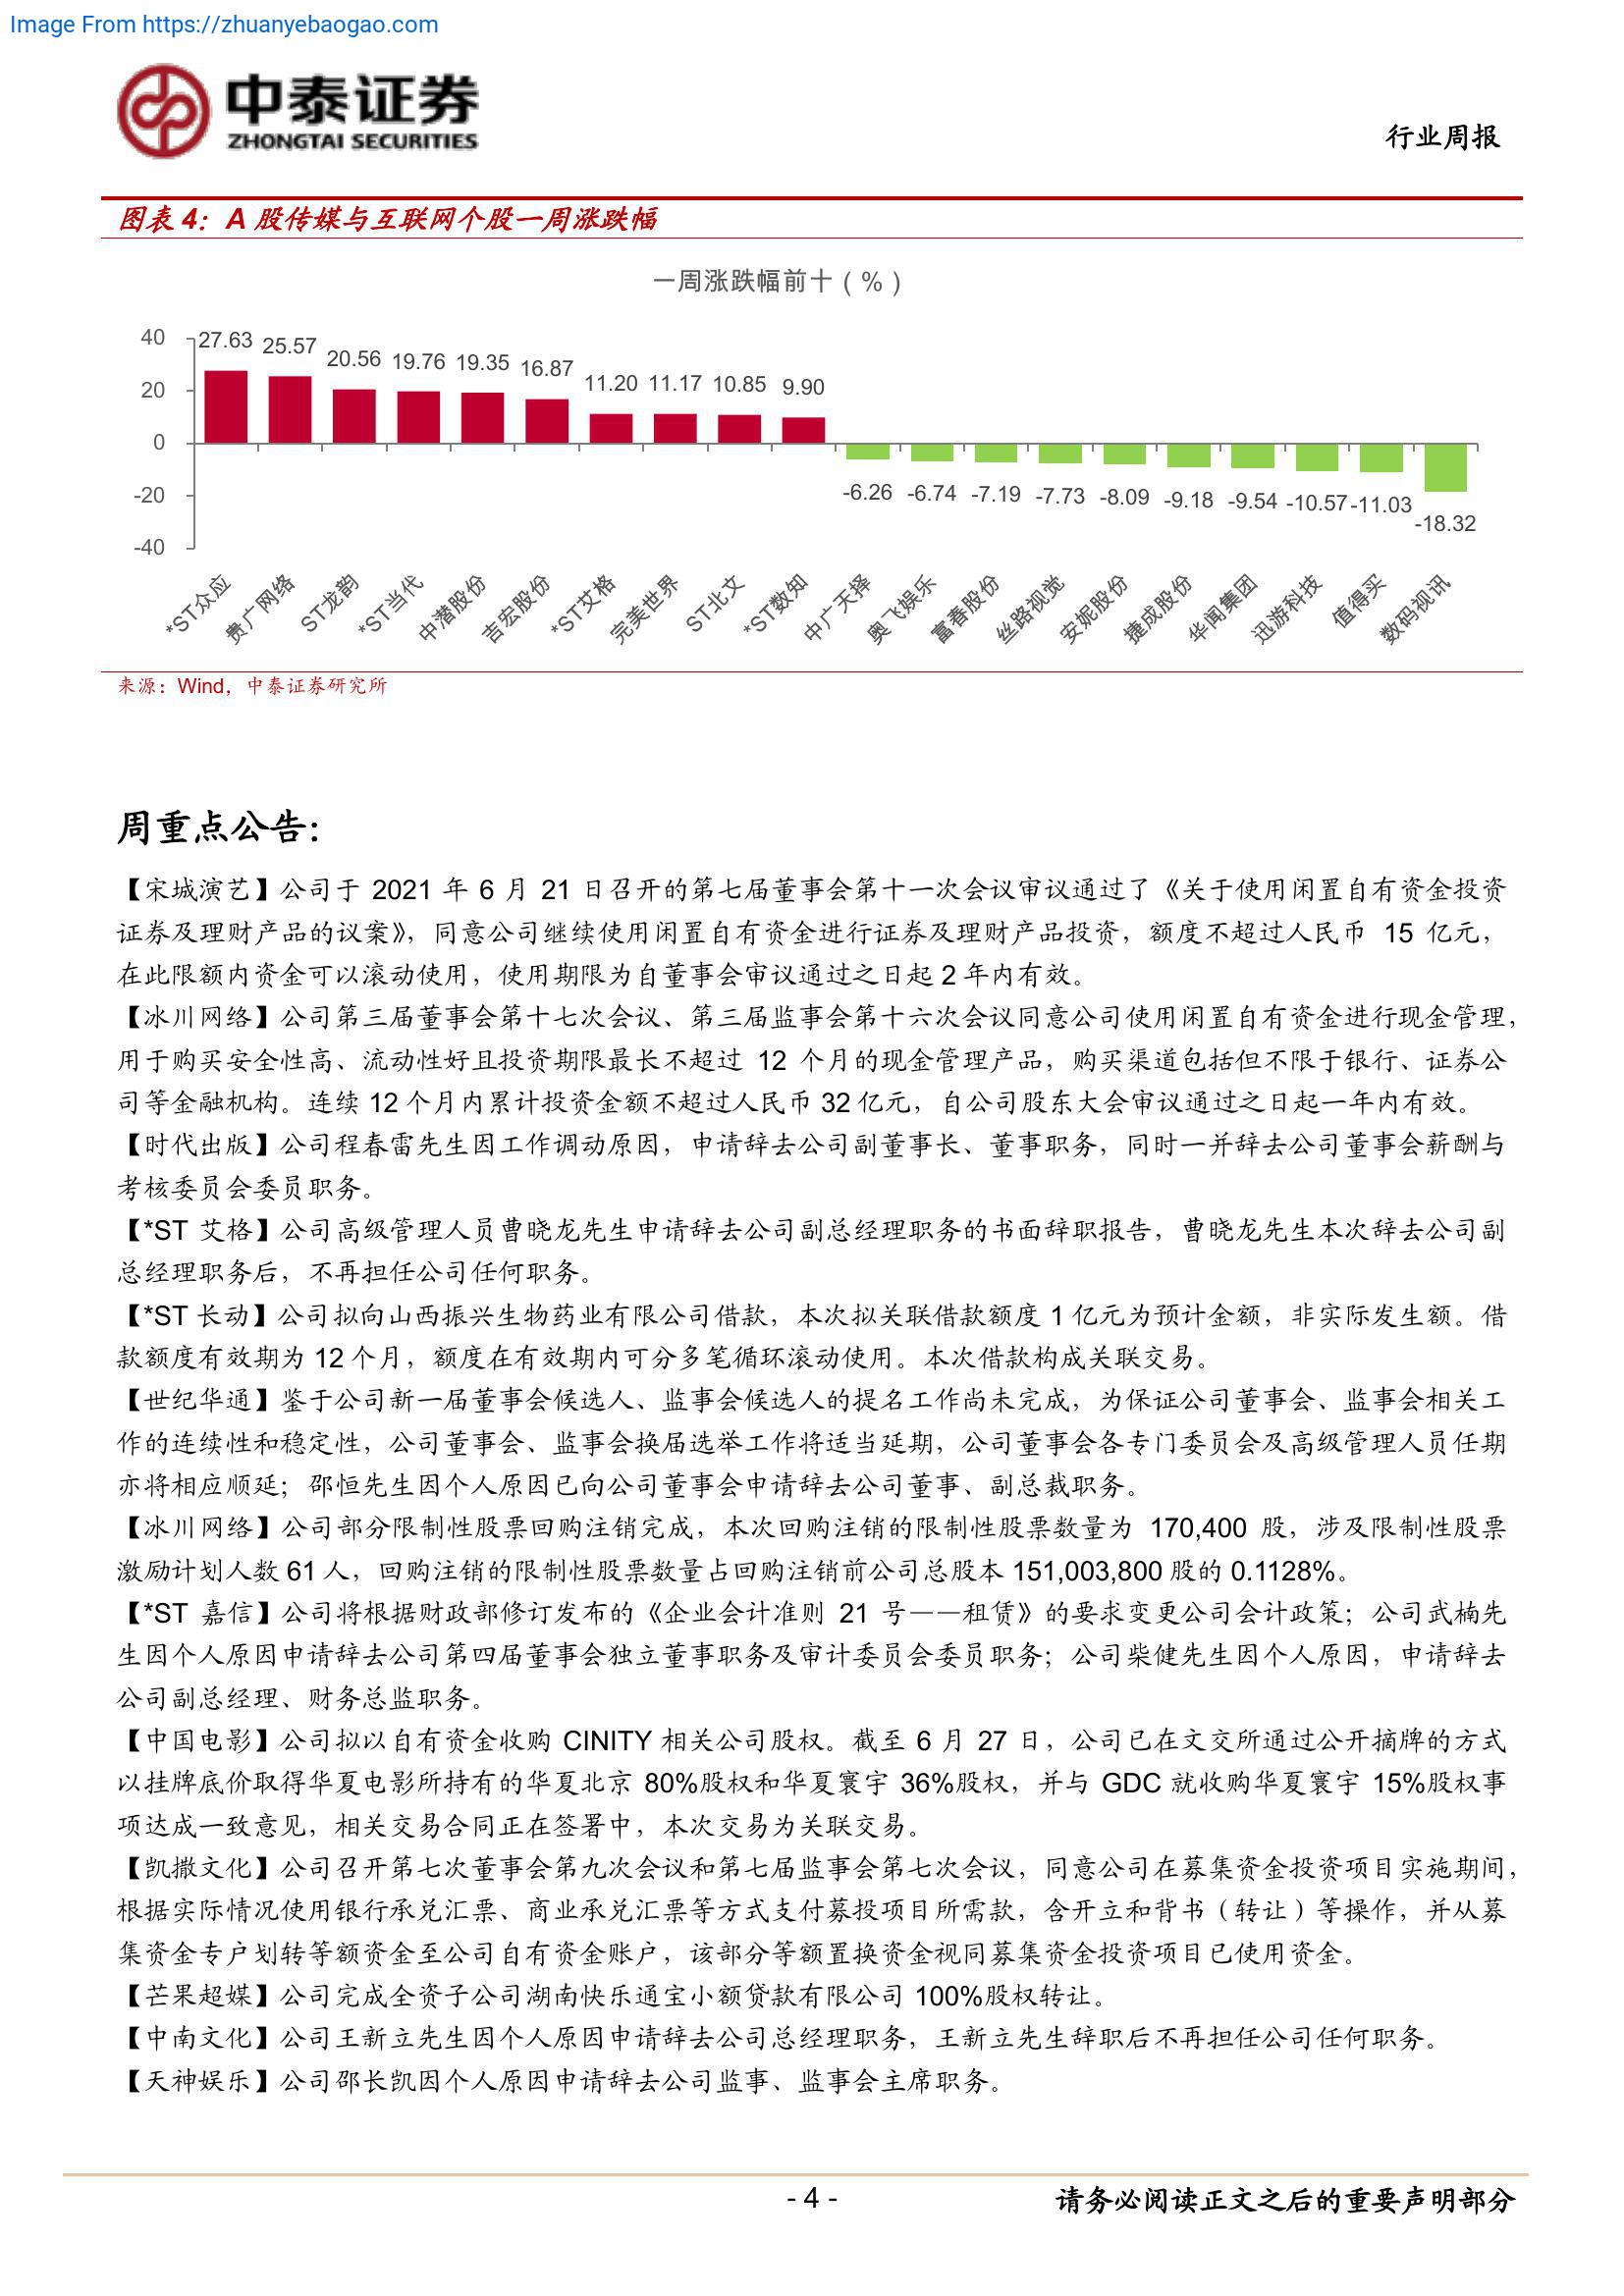 Image From https://zhuanyebaogao.com
中泰证券
ZHONGTAI SECURITIES
行业周报
图表 4：A 股传媒与互联网个股一周涨跌幅
一周涨跌幅前十（%）
40
20
0
-20
-40
27.63 25.57 20.56 19.76 19.35 16.87 11.20 11.17 10.85 9.90
-6.26 -6.74 -7.19 -7.73 -8.09 -9.18 -9.54 -10.57 -11.03 -18.32
*ST众应 贵广网络 ST龙韵 *ST当代 中潜股份 吉宏股份 *ST艾格 完美世界 ST北文 *ST数知 中广天择 奥飞娱乐 富春股份 丝路视觉 安妮股份 捷成股份 华闻集团 迅游科技 值得买 数码视讯
来源：Wind，中泰证券研究所
周重点公告：
【宋城演艺】公司于 2021 年 6 月 21 日召开的第七届董事会第十一次会议审议通过了《关于使用闲置自有资金投资
证券及理财产品的议案》，同意公司继续使用闲置自有资金进行证券及理财产品投资，额度不超过人民币 15 亿元，
在此限额内资金可以滚动使用，使用期限为自董事会审议通过之日起 2 年内有效。
【冰川网络】公司第三届董事会第十七次会议、第三届监事会第十六次会议同意公司使用闲置自有资金进行现金管理，
用于购买安全性高、流动性好且投资期限最长不超过 12 个月的现金管理产品，购买渠道包括但不限于银行、证券公
司等金融机构。连续 12 个月内累计投资金额不超过人民币 32 亿元，自公司股东大会审议通过之日起一年内有效。
【时代出版】公司程春雷先生因工作调动原因，申请辞去公司副董事长、董事职务，同时一并辞去公司董事会薪酬与
考核委员会委员职务。
【*ST 艾格】公司高级管理人员曹晓龙先生申请辞去公司副总经理职务的书面辞职报告，曹晓龙先生本次辞去公司副
总经理职务后，不再担任公司任何职务。
【*ST 长动】公司拟向山西振兴生物药业有限公司借款，本次拟关联借款额度 1 亿元为预计金额，非实际发生额。借
款额度有效期为 12 个月，额度在有效期内可分多笔循环滚动使用。本次借款构成关联交易。
【世纪华通】鉴于公司新一届董事会候选人、监事会候选人的提名工作尚未完成，为保证公司董事会、监事会相关工
作的连续性和稳定性，公司董事会、监事会换届选举工作将适当延期，公司董事会各专门委员会及高级管理人员任期
亦将相应顺延；邵恒先生因个人原因已向公司董事会申请辞去公司董事、副总裁职务。
【冰川网络】公司部分限制性股票回购注销完成，本次回购注销的限制性股票数量为 170,400 股，涉及限制性股票
激励计划人数 61 人，回购注销的限制性股票数量占回购注销前公司总股本 151,003,800 股的 0.1128%。
【*ST 嘉信】公司将根据财政部修订发布的《企业会计准则 21 号——租赁》的要求变更公司会计政策；公司武楠先
生因个人原因申请辞去公司第四届董事会独立董事职务及审计委员会委员职务；公司柴健先生因个人原因，申请辞去
公司副总经理、财务总监职务。
【中国电影】公司拟以自有资金收购 CINITY 相关公司股权。截至 6 月 27 日，公司已在文交所通过公开摘牌的方式
以挂牌底价取得华夏电影所持有的华夏北京 80%股权和华夏寰宇 36%股权，并与 GDC 就收购华夏寰宇 15%股权事
项达成一致意见，相关交易合同正在签署中，本次交易为关联交易。
【凯撒文化】公司召开第七次董事会第九次会议和第七届监事会第七次会议，同意公司在募集资金投资项目实施期间，
根据实际情况使用银行承兑汇票、商业承兑汇票等方式支付募投项目所需款，含开立和背书（转让）等操作，并从募
集资金专户划转等额资金至公司自有资金账户，该部分等额置换资金视同募集资金投资项目已使用资金。
【芒果超媒】公司完成全资子公司湖南快乐通宝小额贷款有限公司 100%股权转让。
【中南文化】公司王新立先生因个人原因申请辞去公司总经理职务，王新立先生辞职后不再担任公司任何职务。
【天神娱乐】公司邵长凯因个人原因申请辞去公司监事、监事会主席职务。
- 4 -
请务必阅读正文之后的重要声明部分